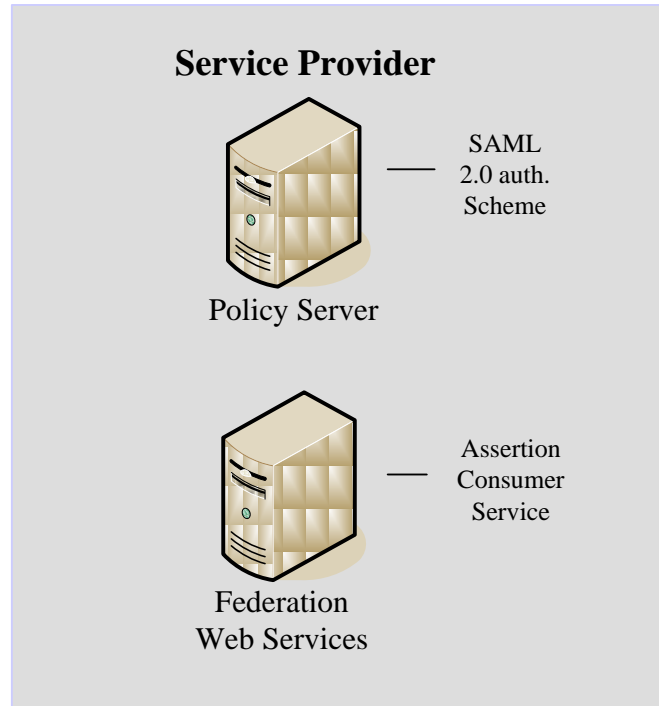 Service Provider
SAML
2.0 auth.
Scheme
Policy Server
Assertion
Consumer
Service
Federation
Web Services